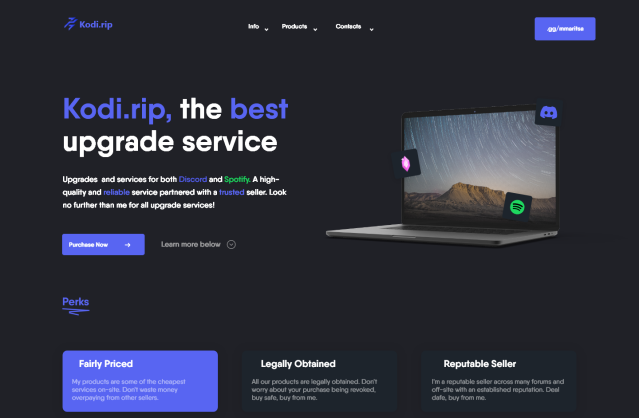 Kodi.rip
Info
Products
Contacts
.gg/mmaritse
Kodi.rip, the best
upgrade service
Upgrades and services for both Discord and Spotify. A high-
quality and reliable service partnered with a trusted seller. Look
no further than me for all upgrade services!
Purchase Now
Learn more below
Perks
Fairly Priced
My products are some of the cheapest
services on-site. Don't waste money
overpaying from other sellers.
Legally Obtained
All our products are legally obtained. Don't
worry about your purchase being revoked,
buy safe, buy from me.
Reputable Seller
I'm a reputable seller across many forums and
off-site with an established reputation. Deal
safe, buy from me.